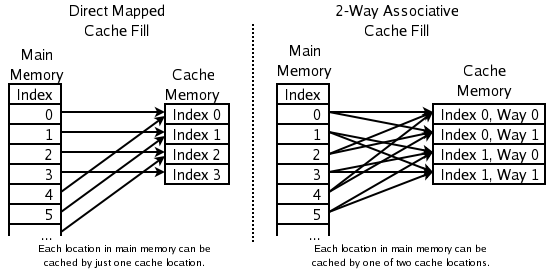 Direct Mapped
Cache Fill
Main
Memory
Index
0
1
2
3
4
5
...
Cache
Memory
Index 0
Index 1
Index 2
Index 3
Each location in main memory can be
cached by just one cache location.
2-Way Associative
Cache Fill
Main
Memory
Index
0
1
2
3
4
5
...
Cache
Memory
Index 0, Way 0
Index 0, Way 1
Index 1, Way 0
Index 1, Way 1
Each location in main memory can be
cached by one of two cache locations.